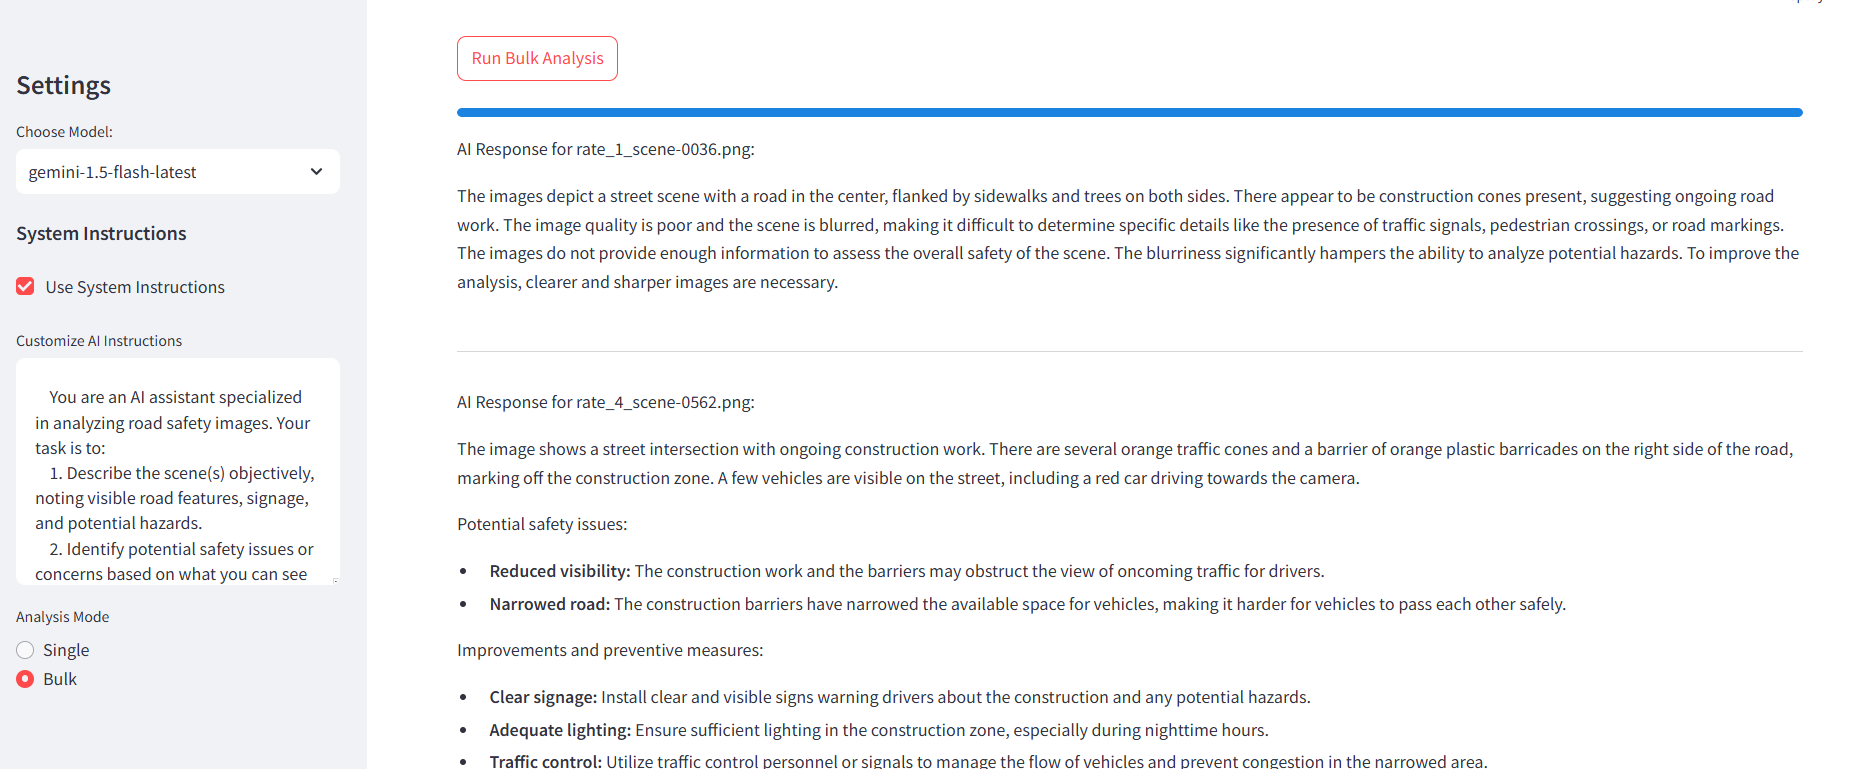 Settings
Choose Model:
gemini-1.5-flash-latest
System Instructions
Use System Instructions
Customize AI Instructions
You are an AI assistant specialized
in analyzing road safety images. Your
task is to:
1. Describe the scene(s) objectively,
noting visible road features, signage,
and potential hazards.
2. Identify potential safety issues or
concerns based on what you can see
Analysis Mode
Single
Bulk
Run Bulk Analysis
AI Response for rate_1_scene-0036.png:
The images depict a street scene with a road in the center, flanked by sidewalks and trees on both sides. There appear to be construction cones present, suggesting ongoing road
work. The image quality is poor and the scene is blurred, making it difficult to determine specific details like the presence of traffic signals, pedestrian crossings, or road markings.
The images do not provide enough information to assess the overall safety of the scene. The blurriness significantly hampers the ability to analyze potential hazards. To improve the
analysis, clearer and sharper images are necessary.
AI Response for rate_4_scene-0562.png:
The image shows a street intersection with ongoing construction work. There are several orange traffic cones and a barrier of orange plastic barricades on the right side of the road,
marking off the construction zone. A few vehicles are visible on the street, including a red car driving towards the camera.
Potential safety issues:
• Reduced visibility: The construction work and the barriers may obstruct the view of oncoming traffic for drivers.
• Narrowed road: The construction barriers have narrowed the available space for vehicles, making it harder for vehicles to pass each other safely.
Improvements and preventive measures:
• Clear signage: Install clear and visible signs warning drivers about the construction and any potential hazards.
• Adequate lighting: Ensure sufficient lighting in the construction zone, especially during nighttime hours.
• Traffic control: Utilize traffic control personnel or signals to manage the flow of vehicles and prevent congestion in the narrowed area.